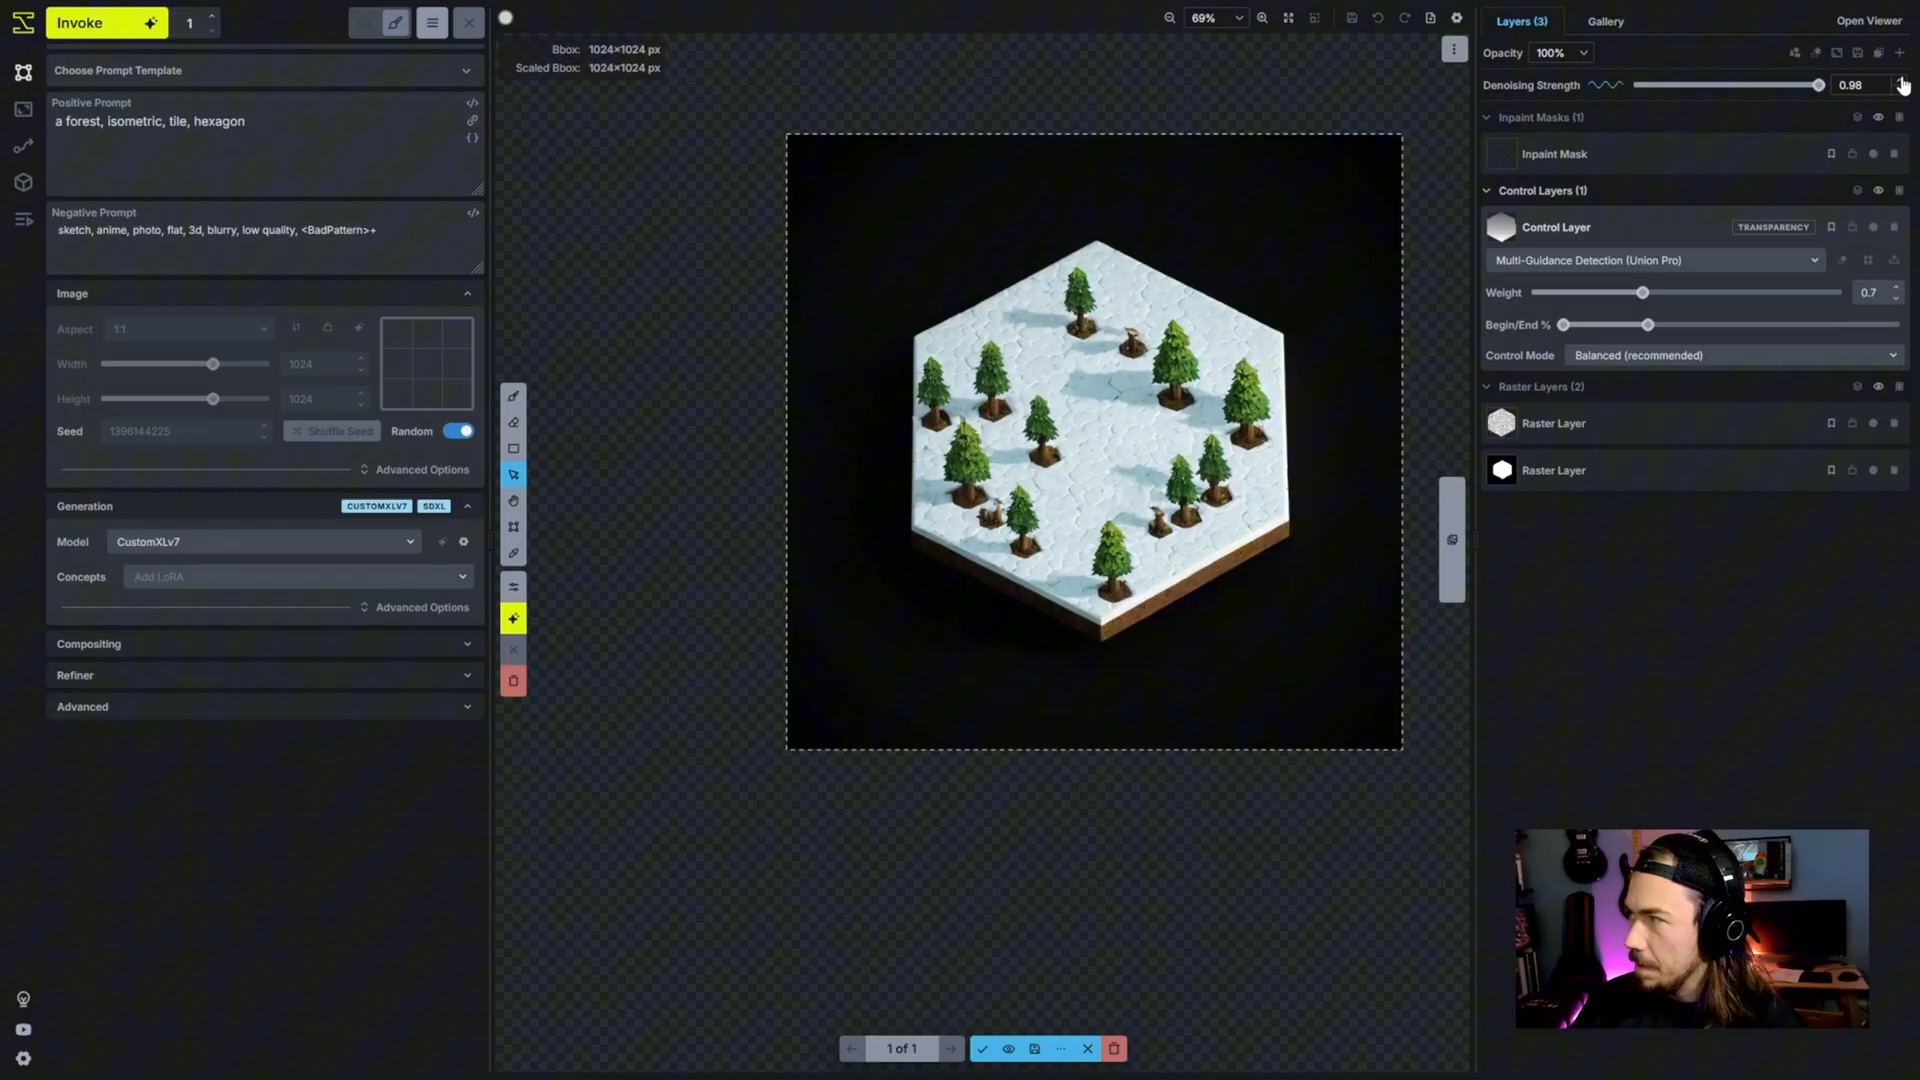 Invoke
1
69%
Bbox: 1024×1024 px
Scaled Bbox: 1024×1024 px
Layers (3)
Gallery
Open Viewer
Opacity
100%
Denoising Strength
0.98
Choose Prompt Template
Positive Prompt
a forest, isometric, tile, hexagon
Negative Prompt
sketch, anime, photo, flat, 3d, blurry, low quality, <BadPattern>+
Image
Aspect
1:1
Width
1024
Height
1024
Seed
1396144225
Shuffle Seed
Random
Advanced Options
Generation
CUSTOMXLV7
SDXL
Model
CustomXLv7
Concepts
Add LoRA
Advanced Options
Compositing
Refiner
Advanced
Inpaint Masks (1)
Inpaint Mask
Control Layers (1)
Control Layer
TRANSPARENCY
Multi-Guidance Detection (Union Pro)
Weight
0.7
Begin/End %
Control Mode
Balanced (recommended)
Raster Layers (2)
Raster Layer
Raster Layer
1 of 1